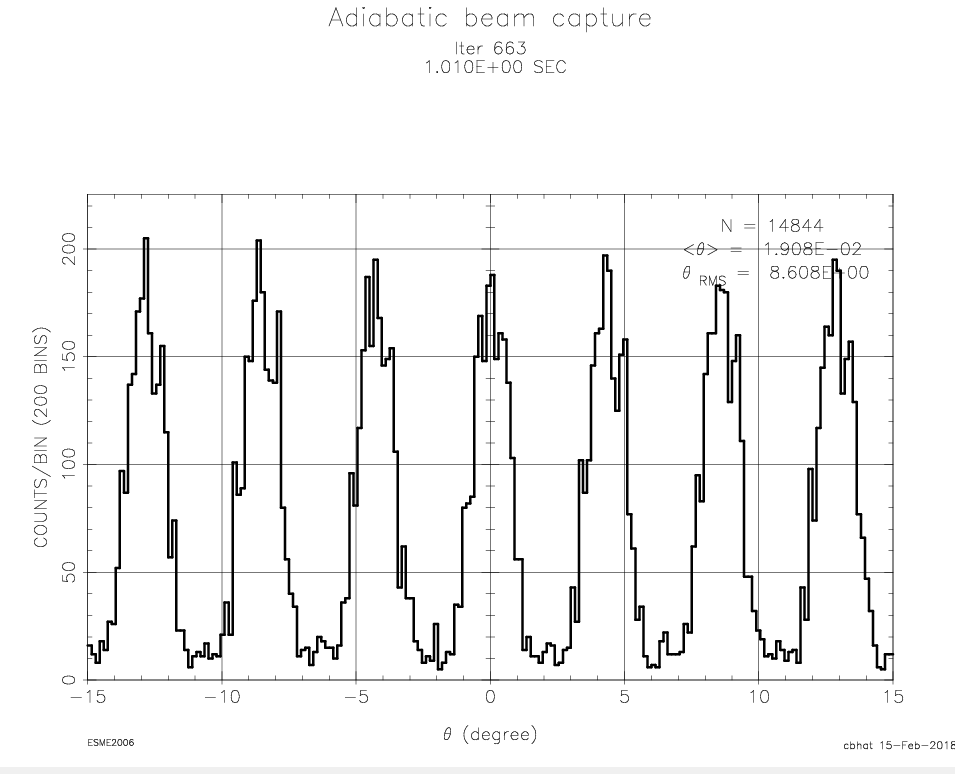 Adiabatic beam capture
Iter 663
1.010E+00 SEC
N = 14844
<θ> = 1.908E-02
θ RMS = 8.608E+00
COUNTS/BIN (200 BINS)
200
150
100
50
0
-15 -10 -5 0 5 10 15
θ (degree)
ESME2006
cbhat 15-Feb-2018